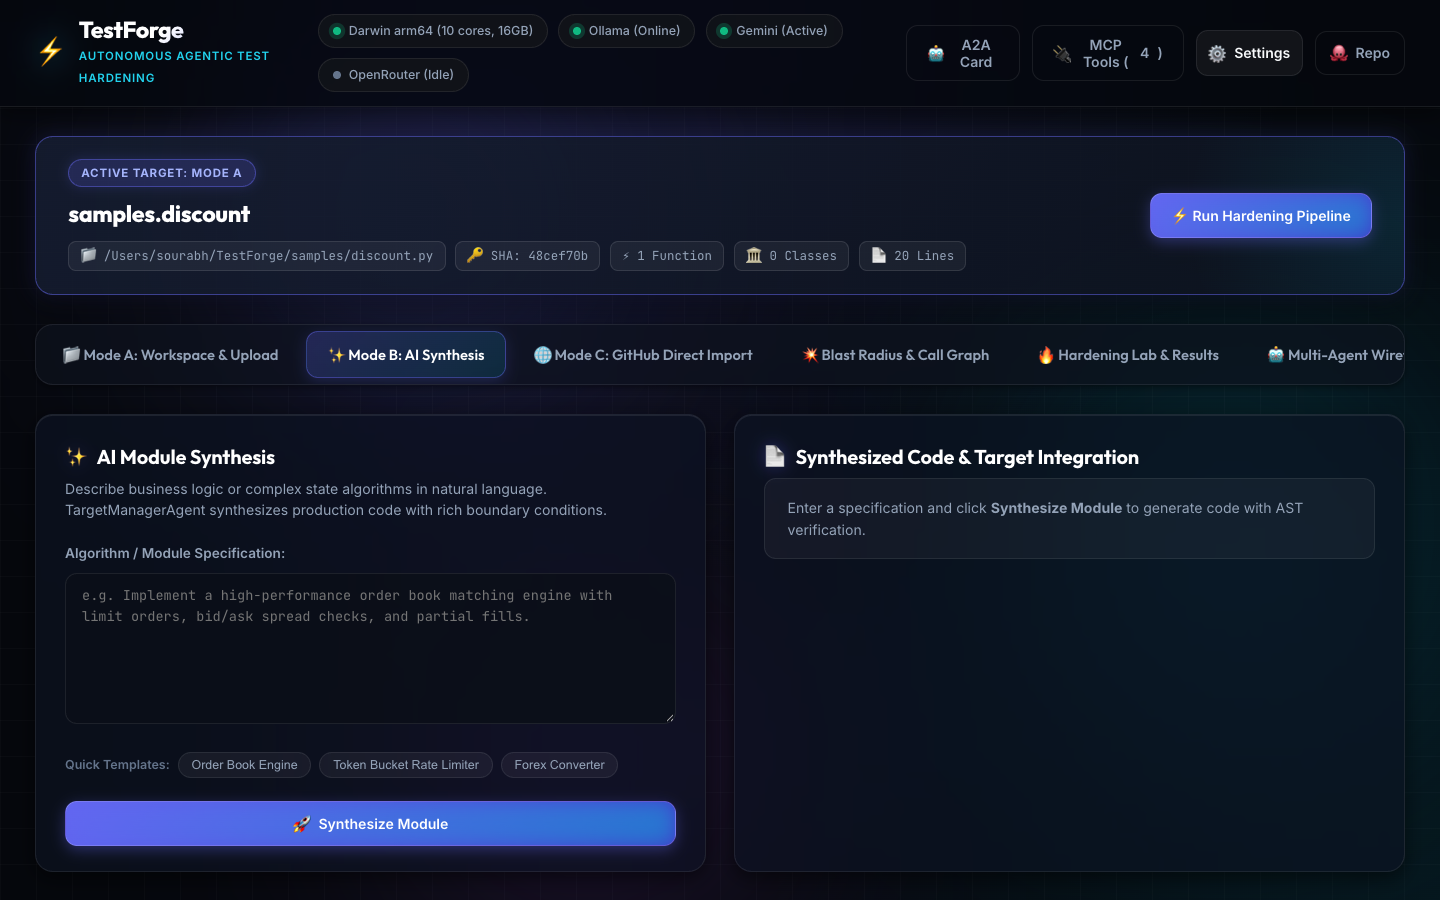 TestForge
AUTONOMOUS AGENTIC TEST
HARDENING
Darwin arm64 (10 cores, 16GB)
Ollama (Online)
Gemini (Active)
OpenRouter (Idle)
A2A
Card
MCP
Tools ( 4 )
Settings
Repo
ACTIVE TARGET: MODE A
samples.discount
/Users/sourabh/TestForge/samples/discount.py
SHA: 48cef70b
⚡ 1 Function
0 Classes
20 Lines
Run Hardening Pipeline
Mode A: Workspace & Upload
Mode B: AI Synthesis
Mode C: GitHub Direct Import
Blast Radius & Call Graph
Hardening Lab & Results
Multi-Agent Wire
AI Module Synthesis
Describe business logic or complex state algorithms in natural language.
TargetManagerAgent synthesizes production code with rich boundary conditions.
Algorithm / Module Specification:
e.g. Implement a high-performance order book matching engine with
limit orders, bid/ask spread checks, and partial fills.
Quick Templates:
Order Book Engine
Token Bucket Rate Limiter
Forex Converter
Synthesize Module
Synthesized Code & Target Integration
Enter a specification and click Synthesize Module to generate code with AST
verification.